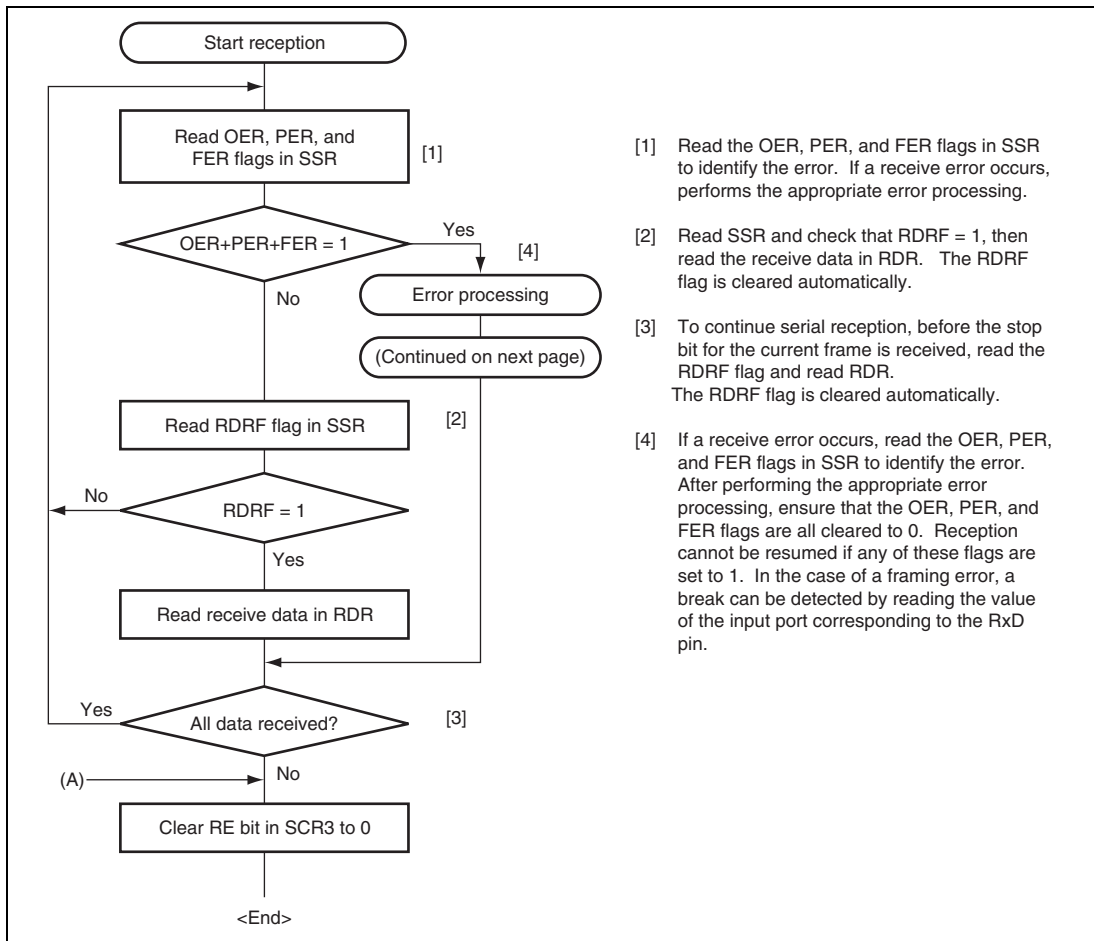 Start reception
Read OER, PER, and
FER flags in SSR
[1]
OER+PER+FER = 1
Yes
[4]
No
Error processing
(Continued on next page)
Read RDRF flag in SSR
[2]
No
RDRF = 1
Yes
Read receive data in RDR
Yes
All data received?
[3]
(A)
No
Clear RE bit in SCR3 to 0
<End>
[1] Read the OER, PER, and FER flags in SSR
to identify the error. If a receive error occurs,
performs the appropriate error processing.
[2] Read SSR and check that RDRF = 1, then
read the receive data in RDR. The RDRF
flag is cleared automatically.
[3] To continue serial reception, before the stop
bit for the current frame is received, read the
RDRF flag and read RDR.
The RDRF flag is cleared automatically.
[4] If a receive error occurs, read the OER, PER,
and FER flags in SSR to identify the error.
After performing the appropriate error
processing, ensure that the OER, PER, and
FER flags are all cleared to 0. Reception
cannot be resumed if any of these flags are
set to 1. In the case of a framing error, a
break can be detected by reading the value
of the input port corresponding to the RxD
pin.